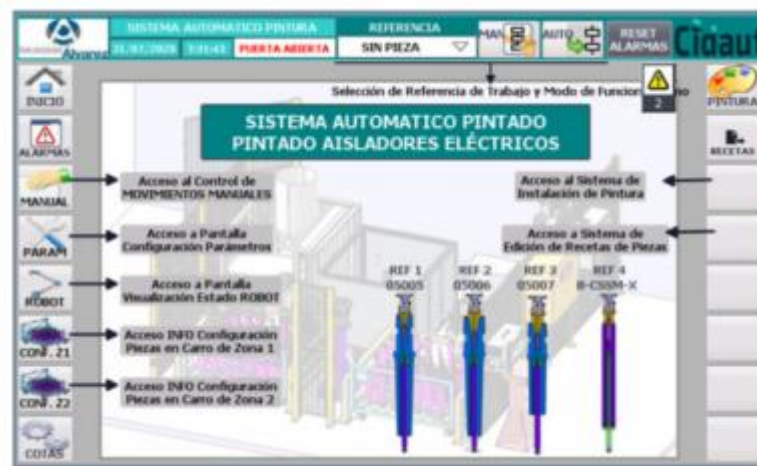 SISTEMA AUTOMATICO PINTURA
REFERENCIA
PUERTA ABIERTA
SIN PIEZA
MAN
AUTO
RESET
ALARMAS
Cidaut
Alvarez
Selección de Referencia de Trabajo y Modo de
2
INICIO
ALARMAS
MANUAL
PARAM
ROBOT
CONF. Z1
CONF. Z2
COTAS
SISTEMA AUTOMATICO PINTADO
PINTADO AISLADORES ELÉCTRICOS
Acceso al Control de
MOVIMIENTOS MANUALES
Acceso a Pantalla
Configuración Parámetros
Acceso a Pantalla
Visualización Estado ROBOT
Acceso INFO Configuración
Piezas en Carro de Zona 1
Acceso INFO Configuración
Piezas en Carro de Zona 2
Acceso al Sistema de
Instalación de Pintura
Acceso a Sistema de
Edición de Recetas de Piezas
REF 1
05005
REF 2
05006
REF 3
05007
REF 4
B-CSSM-X
PINTURA
RECETAS